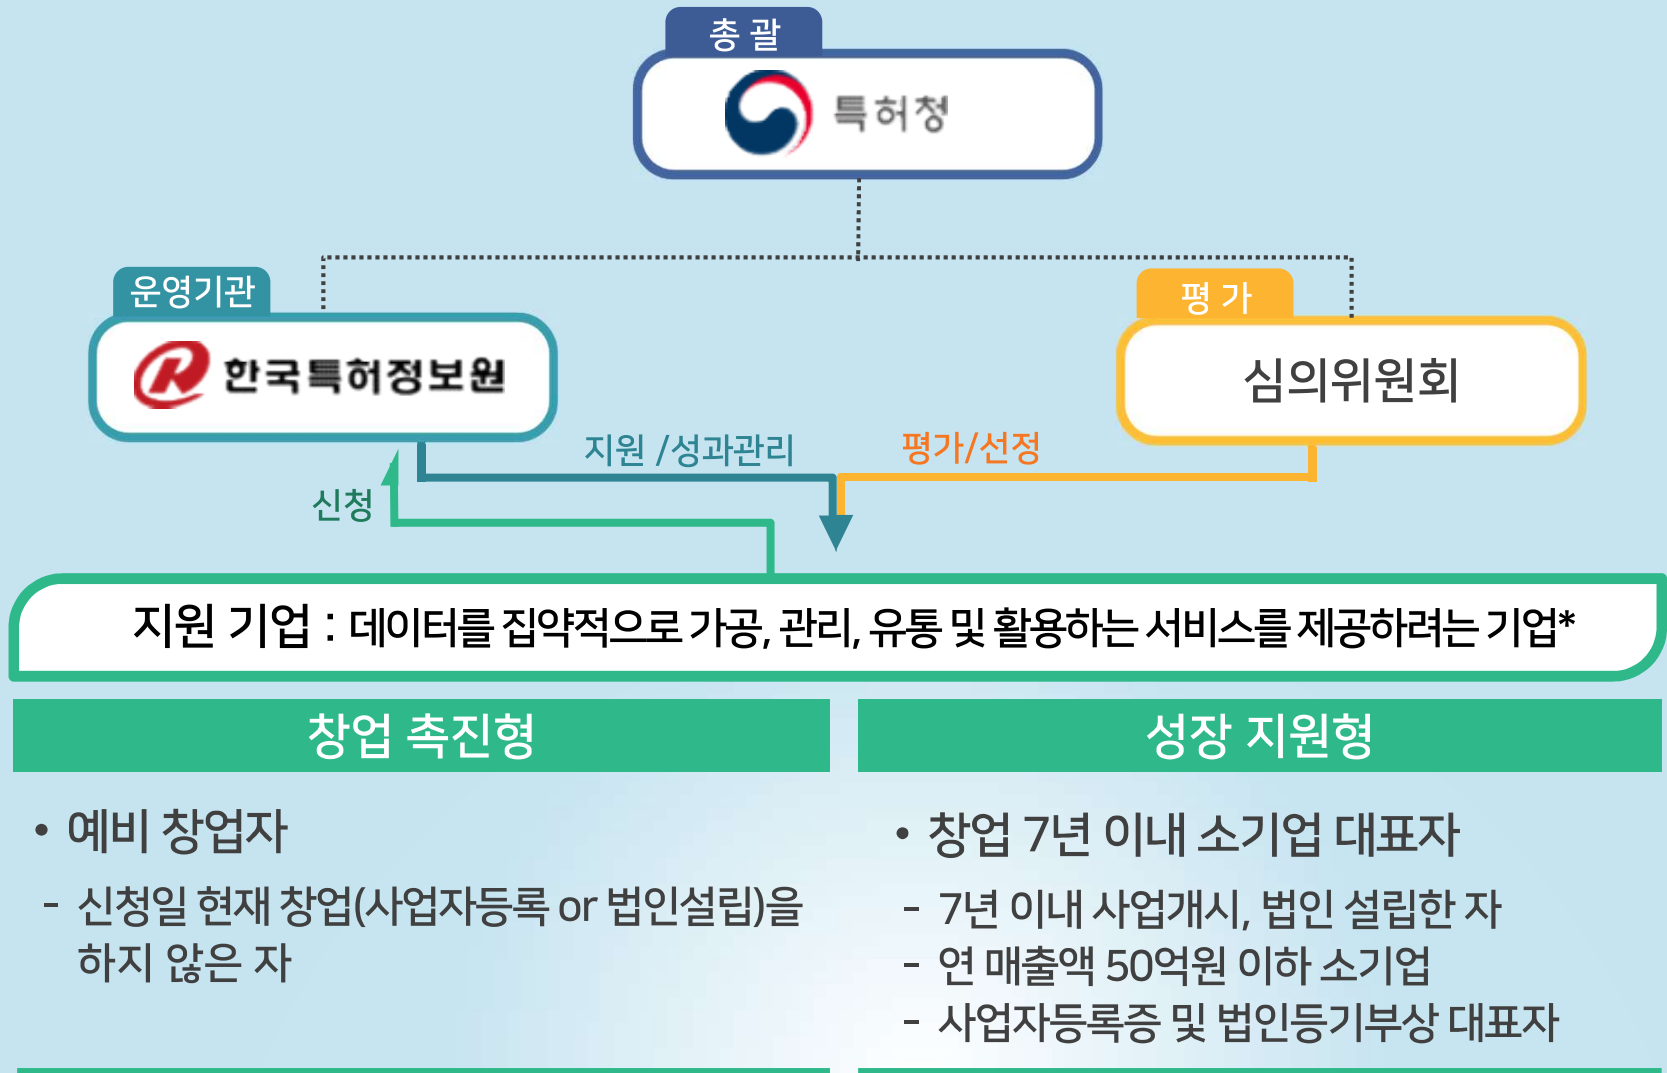 총 괄
특허청
운영기관
한국특허정보원
평 가
심의위원회
지원 /성과관리
평가/선정
신청
지원 기업 : 데이터를 집약적으로 가공, 관리, 유통 및 활용하는 서비스를 제공하려는 기업*
창업 촉진형
• 예비 창업자
- 신청일 현재 창업(사업자등록 or 법인설립)을
하지 않은 자
성장 지원형
• 창업 7년 이내 소기업 대표자
- 7년 이내 사업개시, 법인 설립한 자
- 연 매출액 50억원 이하 소기업
- 사업자등록증 및 법인등기부상 대표자